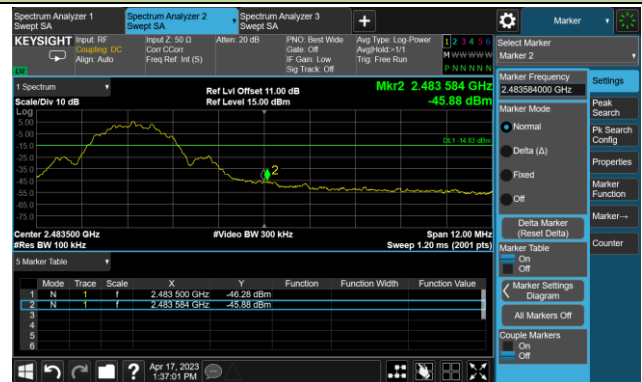 Spectrum Analyzer 1
Swept SA
Spectrum Analyzer 2
Swept SA
Spectrum Analyzer 3
Swept SA
+
Marker
KEYSIGHT
Input: RF
Coupling: DC
Align: Auto
Input Z: 50 Ω
Corr CCorr
Freq Ref: Int (S)
Atten: 20 dB
PNO: Best Wide
Gate: Off
IF Gain: Low
Sig Track: Off
Avg Type: Log-Power
Avg|Hold:>1/1
Trig: Free Run
1 2 3 4 5 6
M W W W W W
P N N N N N
Select Marker
Marker 2
1 Spectrum
Scale/Div 10 dB
Ref Lvl Offset 11.00 dB
Ref Level 15.00 dBm
Mkr2 2.483 584 GHz
-45.88 dBm
Log
5.00
-5.00
-15.0
-25.0
-35.0
-45.0
-55.0
-65.0
-75.0
DL1 -14.63 dBm
2
Center 2.483500 GHz
#Res BW 100 kHz
#Video BW 300 kHz
Span 12.00 MHz
Sweep 1.20 ms (2001 pts)
5 Marker Table
Mode Trace Scale X Y Function Function Width Function Value
1 N 1 f 2.483 500 GHz -46.28 dBm
2 N 1 f 2.483 584 GHz -45.88 dBm
3
4
5
6
Marker Frequency
2.483584000 GHz
Marker Mode
Normal
Delta (Δ)
Fixed
Off
Delta Marker
(Reset Delta)
Marker Table
On
Off
Marker Settings
Diagram
All Markers Off
Couple Markers
On
Off
Settings
Peak
Search
Pk Search
Config
Properties
Marker
Function
Marker→
Counter
?
Apr 17, 2023
1:37:01 PM